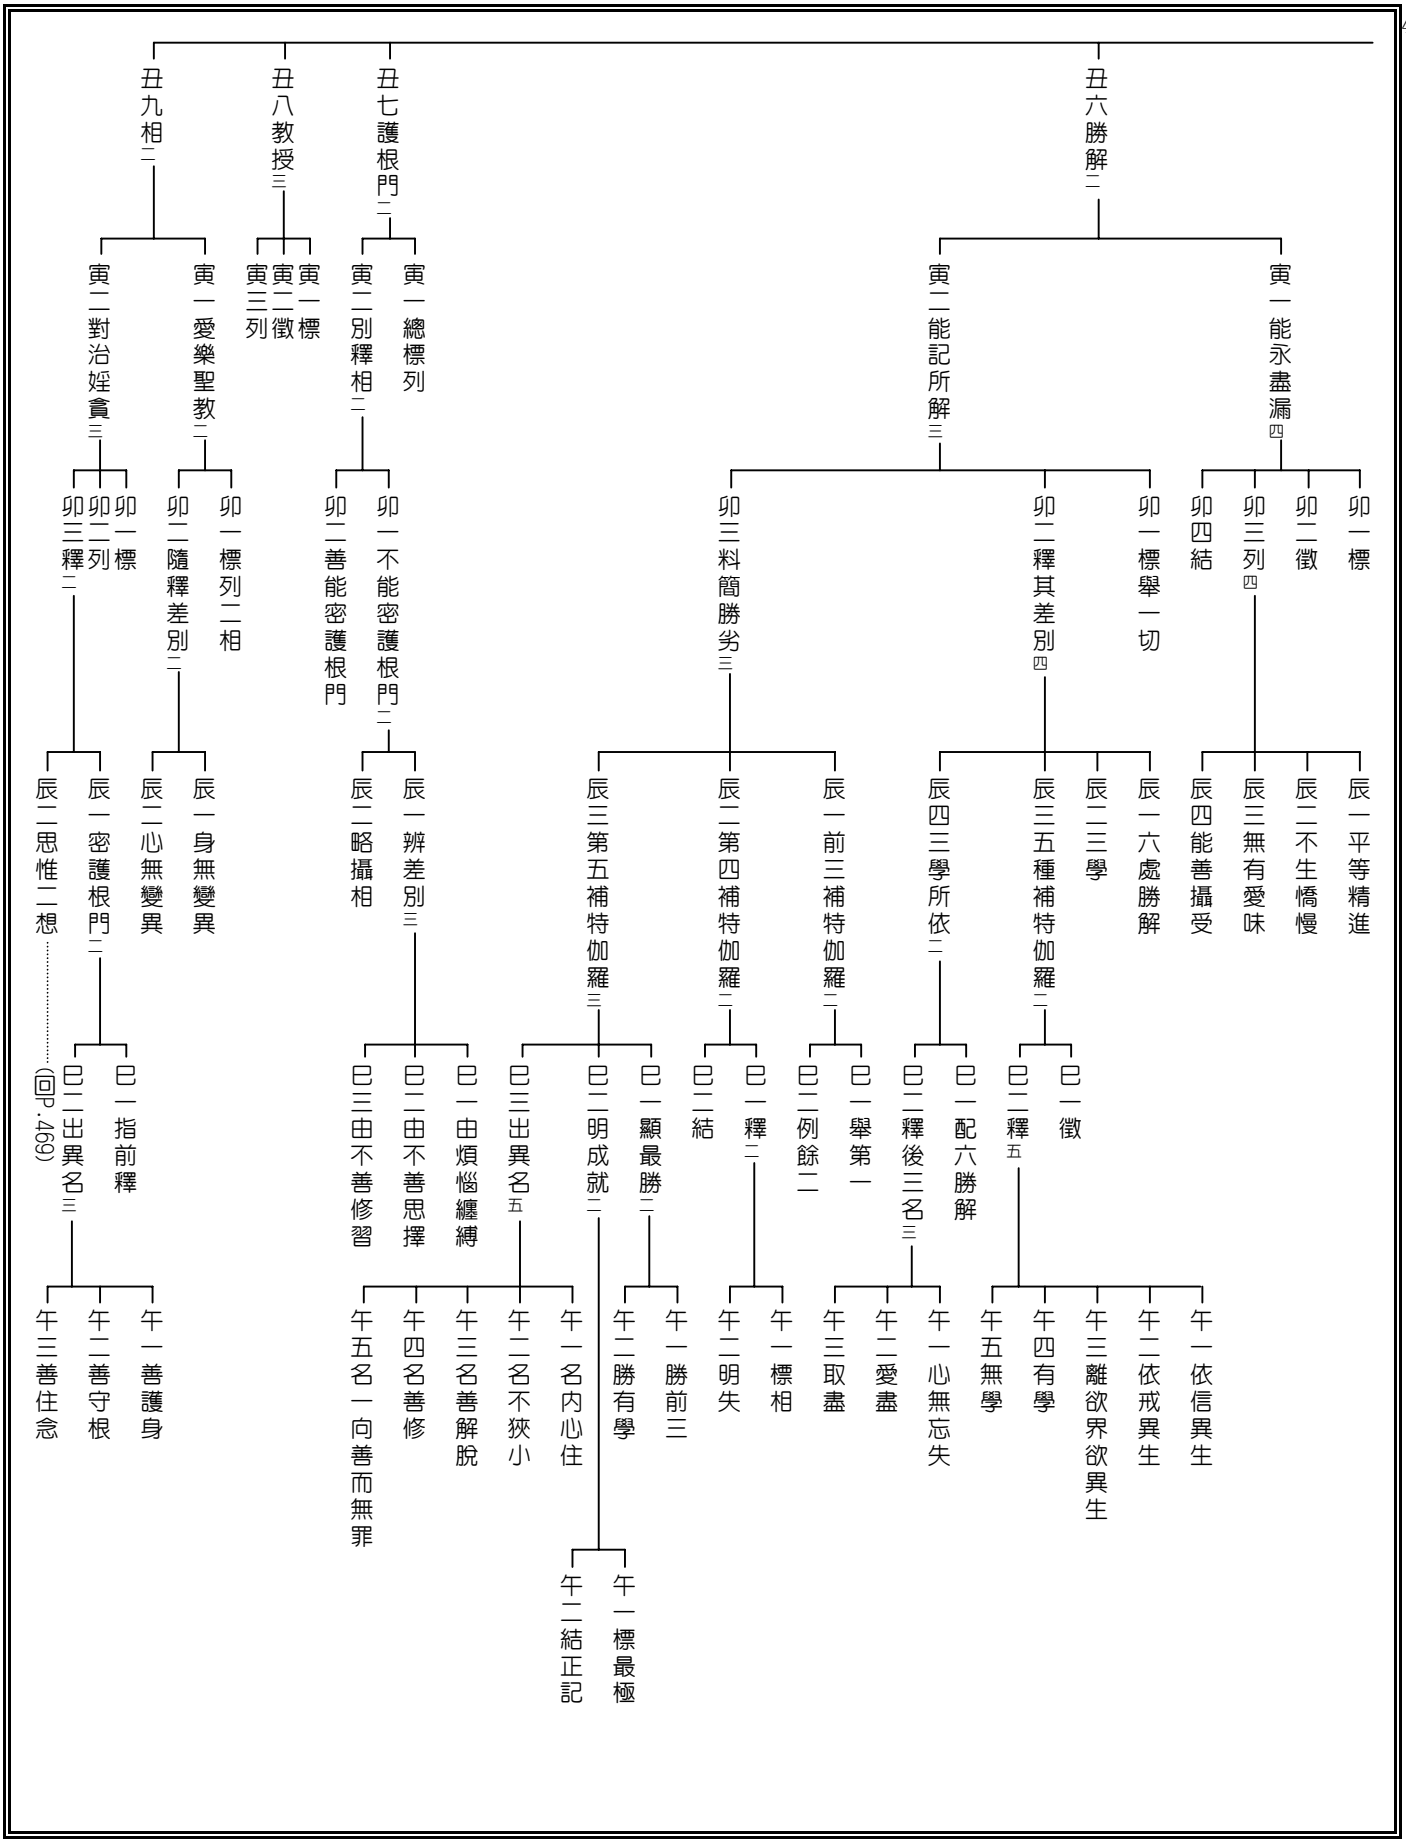 丑六勝解二
寅一能永盡漏四
卯一標
卯二徵
卯三列四
辰一平等精進
辰二不生憍慢
辰三無有愛味
辰四能善攝受
卯四結
寅二能記所解三
卯一標舉一切
卯二釋其差別四
辰一六處勝解
辰二三學
辰三五種補特伽羅二
巳一徵
巳二釋五
午一依信異生
午二依戒異生
午三離欲界欲異生
午四有學
午五無學
辰四三學所依二
巳一配六勝解
巳二釋後三名三
午一心無忘失
午二愛盡
午三取盡
卯三料簡勝劣三
辰一前三補特伽羅二
巳一舉第一
巳二例餘二
辰二第四補特伽羅二
巳一釋二
午一標相
午二明失
巳二結
辰三第五補特伽羅三
巳一顯最勝二
午一勝前三
午二勝有學
巳二明成就二
午一標最極
午二結正記
巳三出異名五
午一名內心住
午二名不狹小
午三名善解脫
午四名善修
午五名一向善而無罪
丑七護根門二
寅一總標列
寅二別釋相二
卯一不能密護根門二
辰一辨差別三
巳一由煩惱纏縛
巳二由不善思擇
巳三由不善修習
辰二略攝相
卯二善能密護根門
丑八教授三
寅一標
寅二徵
寅三列
丑九相二
寅一愛樂聖教二
卯一標列二相
卯二隨釋差別二
辰一身無變異
辰二心無變異
寅二對治婬貪三
卯一標
卯二列
卯三釋二
辰一密護根門二
巳一指前釋
巳二出異名三
午一善護身
午二善守根
午三善住念
辰二思惟二想………………(回P.469)